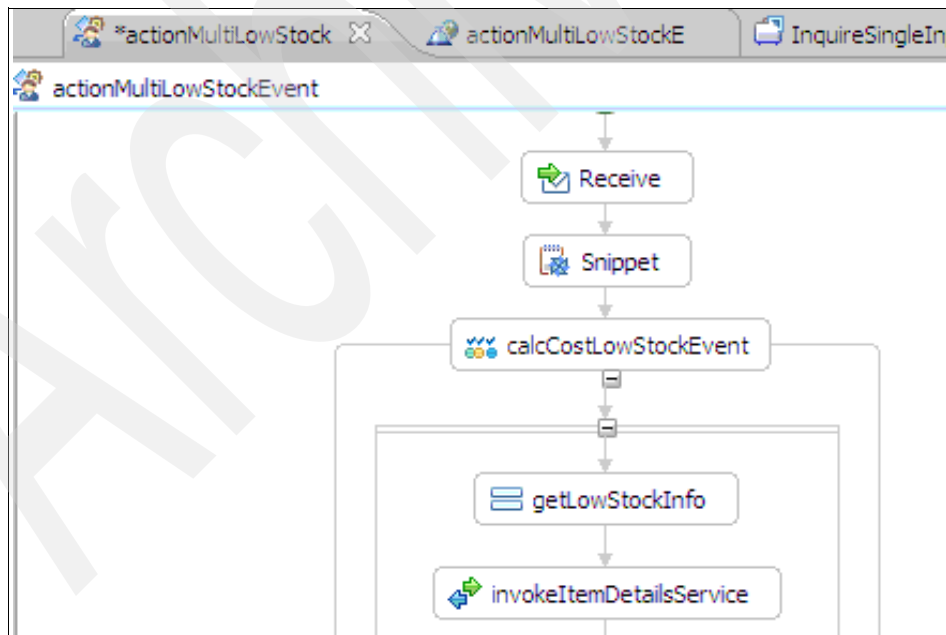 *actionMultiLowStock actionMultiLowStockE InquireSingleIn
actionMultiLowStockEvent
Receive
Snippet
calcCostLowStockEvent
getLowStockInfo
invokeItemDetailsService